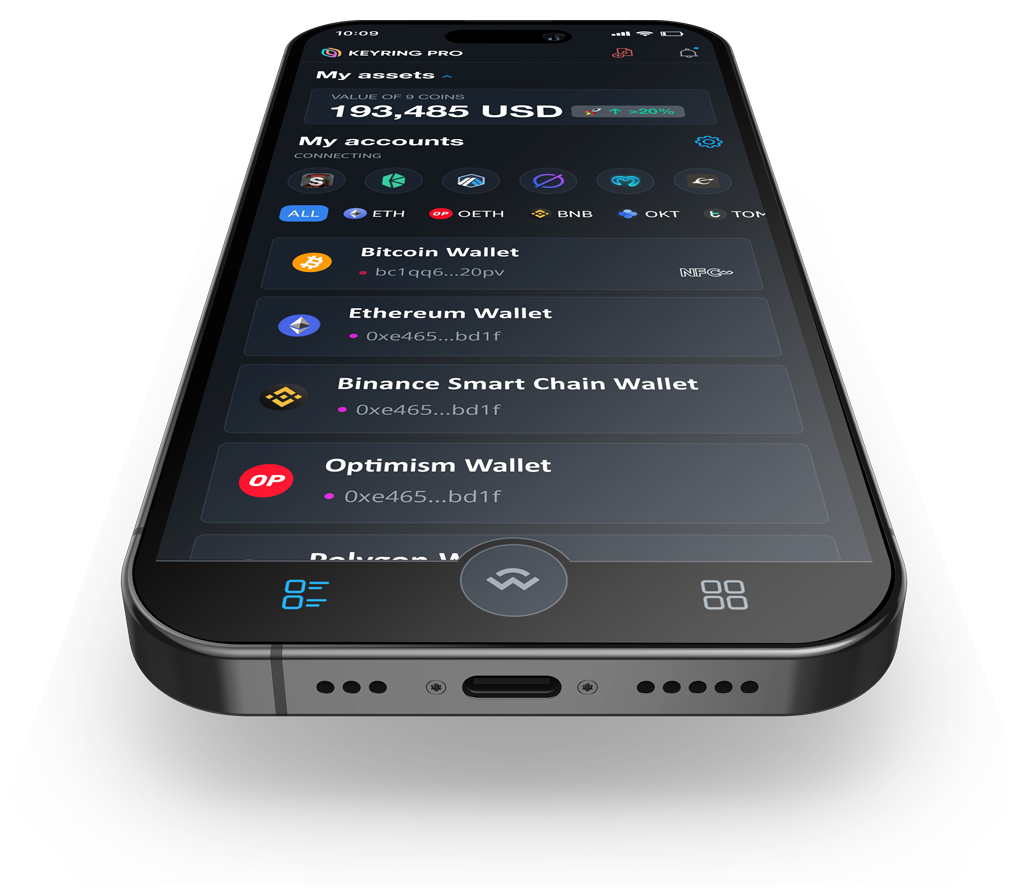 10:09
KEYRING PRO
My assets
VALUE OF 9 COINS
193,485 USD
↑ >20%
My accounts
CONNECTING
S
ALL ETH OP OETH BNB OKT TOM
Bitcoin Wallet
bc1qq6...20pv
NFC
Ethereum Wallet
0xe465...bd1f
Binance Smart Chain Wallet
0xe465...bd1f
OP
Optimism Wallet
0xe465...bd1f
Polygon W